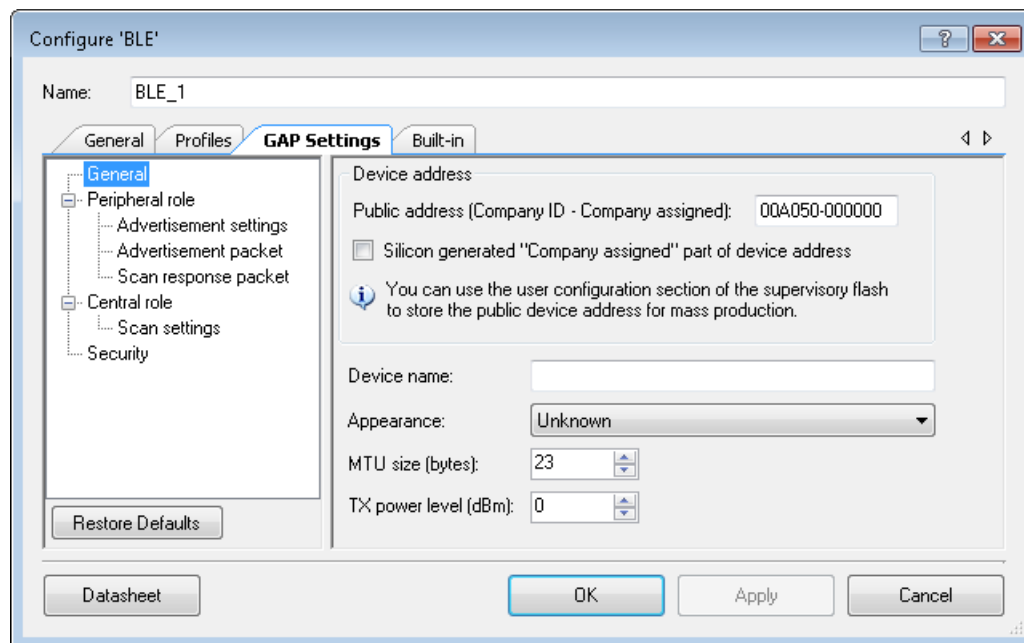 Configure 'BLE'
Name: BLE_1
General Profiles GAP Settings Built-in
General
Peripheral role
Advertisement settings
Advertisement packet
Scan response packet
Central role
Scan settings
Security
Restore Defaults
Device address
Public address (Company ID - Company assigned): 00A050-000000
Silicon generated "Company assigned" part of device address
You can use the user configuration section of the supervisory flash
to store the public device address for mass production.
Device name:
Appearance: Unknown
MTU size (bytes): 23
TX power level (dBm): 0
Datasheet OK Apply Cancel